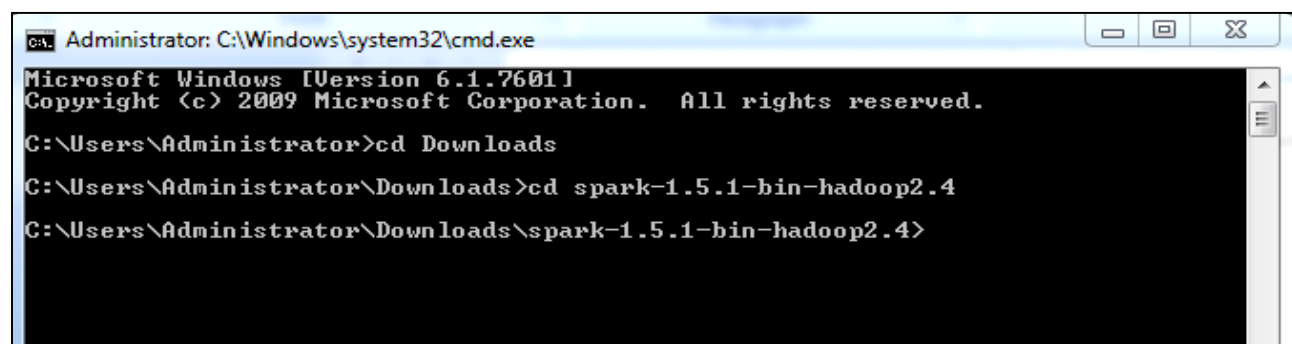 Administrator: C:\Windows\system32\cmd.exe
Microsoft Windows [Version 6.1.7601]
Copyright (c) 2009 Microsoft Corporation.  All rights reserved.
C:\Users\Administrator>cd Downloads
C:\Users\Administrator\Downloads>cd spark-1.5.1-bin-hadoop2.4
C:\Users\Administrator\Downloads\spark-1.5.1-bin-hadoop2.4>